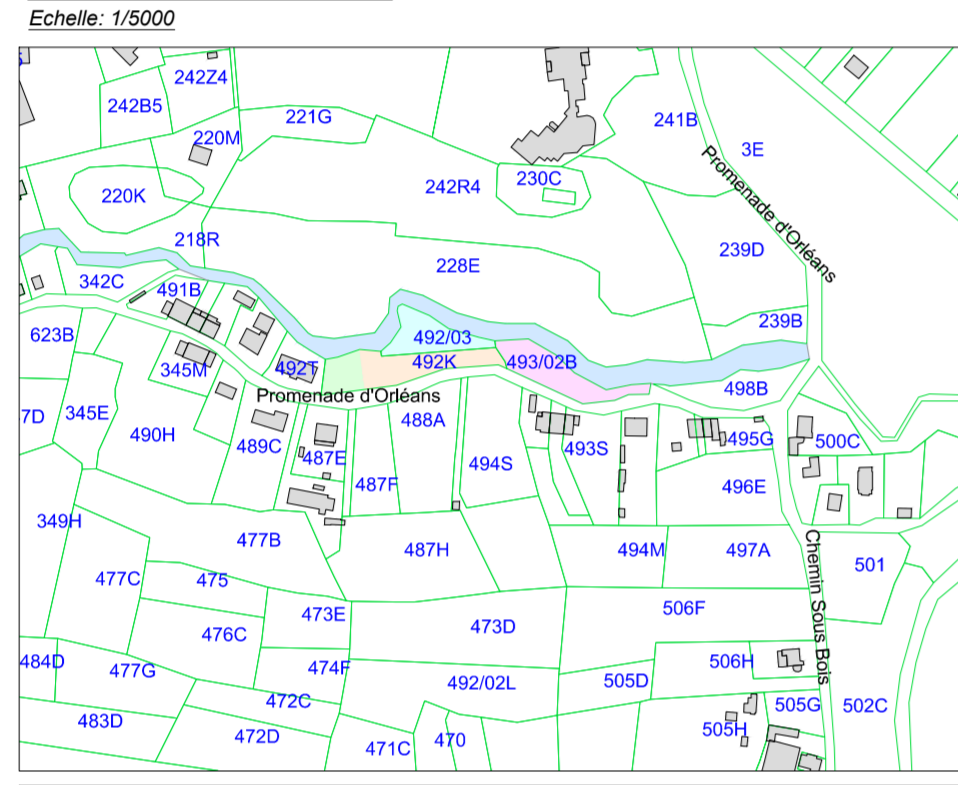 Echelle: 1/5000
242Z4
242B5
221G
220M
241B
3E
Promenade d'Orléans
220K
242R4
230C
218R
239D
228E
342C
491B
239B
623B
492/03
345M
492T
492K
493/02B
498B
Promenade d'Orléans
7D
345E
490H
489C
488A
487E
487F
494S
493S
495G
500C
496E
349H
477B
487H
494M
497A
501
477C
475
Chemin Sous Bois
476C
473E
473D
506F
484D
477G
474F
492/02L
505D
506H
472C
505G
502C
483D
472D
471C
470
505H